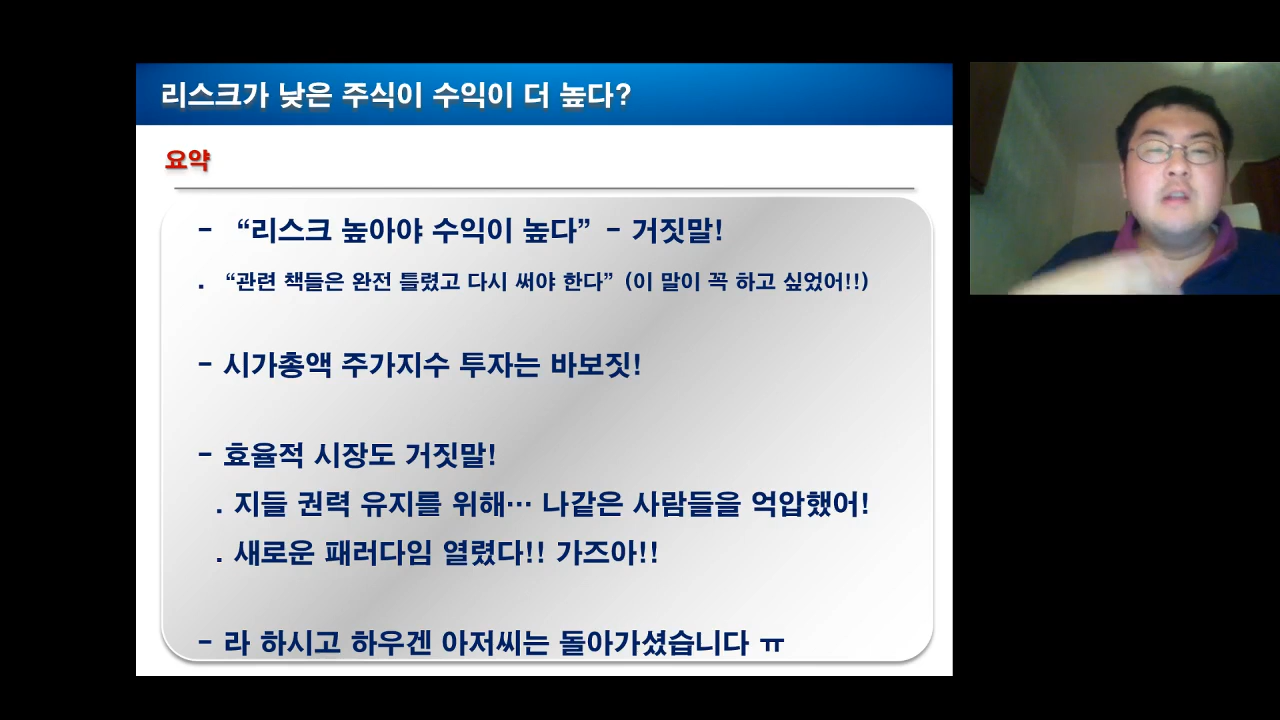 리스크가 낮은 주식이 수익이 더 높다?
요약
- “리스크 높아야 수익이 높다” - 거짓말!
. “관련 책들은 완전 틀렸고 다시 써야 한다” (이 말이 꼭 하고 싶었어!!)
- 시가총액 주가지수 투자는 바보짓!
- 효율적 시장도 거짓말!
. 지들 권력 유지를 위해… 나같은 사람들을 억압했어!
. 새로운 패러다임 열렸다!! 가즈아!!
- 라 하시고 하우겐 아저씨는 돌아가셨습니다 ㅠ